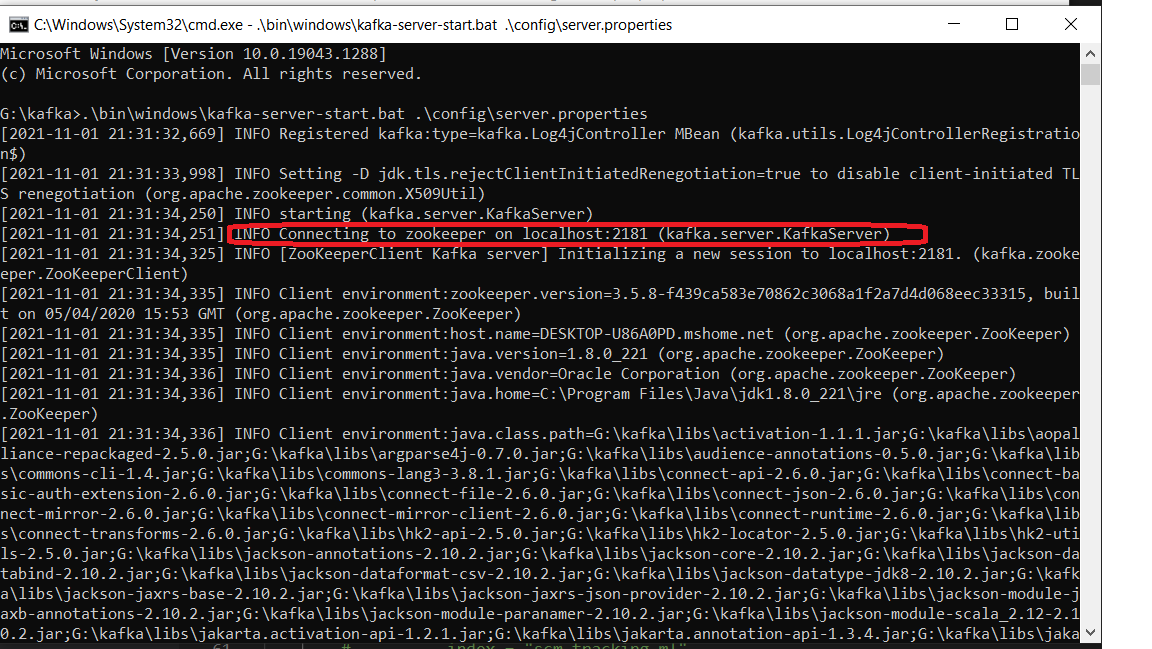 C:\Windows\System32\cmd.exe - .\bin\windows\kafka-server-start.bat .\config\server.properties
Microsoft Windows [Version 10.0.19043.1288]
(c) Microsoft Corporation. All rights reserved.
G:\kafka>.\bin\windows\kafka-server-start.bat .\config\server.properties
[2021-11-01 21:31:32,669] INFO Registered kafka:type=kafka.Log4jController MBean (kafka.utils.Log4jControllerRegistratio
n$)
[2021-11-01 21:31:33,998] INFO Setting -D jdk.tls.rejectClientInitiatedRenegotiation=true to disable client-initiated TL
S renegotiation (org.apache.zookeeper.common.X509Util)
[2021-11-01 21:31:34,250] INFO starting (kafka.server.KafkaServer)
[2021-11-01 21:31:34,251] INFO Connecting to zookeeper on localhost:2181 (kafka.server.KafkaServer)
[2021-11-01 21:31:34,325] INFO [ZooKeeperClient Kafka server] Initializing a new session to localhost:2181. (kafka.zooke
eper.ZooKeeperClient)
[2021-11-01 21:31:34,335] INFO Client environment:zookeeper.version=3.5.8-f439ca583e70862c3068a1f2a7d4d068eec33315, buil
t on 05/04/2020 15:53 GMT (org.apache.zookeeper.ZooKeeper)
[2021-11-01 21:31:34,335] INFO Client environment:host.name=DESKTOP-U86A0PD.mshome.net (org.apache.zookeeper.ZooKeeper)
[2021-11-01 21:31:34,335] INFO Client environment:java.version=1.8.0_221 (org.apache.zookeeper.ZooKeeper)
[2021-11-01 21:31:34,336] INFO Client environment:java.vendor=Oracle Corporation (org.apache.zookeeper.ZooKeeper)
[2021-11-01 21:31:34,336] INFO Client environment:java.home=C:\Program Files\Java\jdk1.8.0_221\jre (org.apache.zookeeper
.ZooKeeper)
[2021-11-01 21:31:34,336] INFO Client environment:java.class.path=G:\kafka\libs\activation-1.1.1.jar;G:\kafka\libs\aopal
liance-repackaged-2.5.0.jar;G:\kafka\libs\argparse4j-0.7.0.jar;G:\kafka\libs\audience-annotations-0.5.0.jar;G:\kafka\lib
s\commons-cli-1.4.jar;G:\kafka\libs\commons-lang3-3.8.1.jar;G:\kafka\libs\connect-api-2.6.0.jar;G:\kafka\libs\connect-ba
sic-auth-extension-2.6.0.jar;G:\kafka\libs\connect-file-2.6.0.jar;G:\kafka\libs\connect-json-2.6.0.jar;G:\kafka\libs\con
nect-mirror-2.6.0.jar;G:\kafka\libs\connect-mirror-client-2.6.0.jar;G:\kafka\libs\connect-runtime-2.6.0.jar;G:\kafka\lib
s\connect-transforms-2.6.0.jar;G:\kafka\libs\hk2-api-2.5.0.jar;G:\kafka\libs\hk2-locator-2.5.0.jar;G:\kafka\libs\hk2-uti
ls-2.5.0.jar;G:\kafka\libs\jackson-annotations-2.10.2.jar;G:\kafka\libs\jackson-core-2.10.2.jar;G:\kafka\libs\jackson-da
tabind-2.10.2.jar;G:\kafka\libs\jackson-dataformat-csv-2.10.2.jar;G:\kafka\libs\jackson-datatype-jdk8-2.10.2.jar;G:\kafk
a\libs\jackson-jaxrs-base-2.10.2.jar;G:\kafka\libs\jackson-jaxrs-json-provider-2.10.2.jar;G:\kafka\libs\jackson-module-j
axb-annotations-2.10.2.jar;G:\kafka\libs\jackson-module-paranamer-2.10.2.jar;G:\kafka\libs\jackson-module-scala_2.12-2.1
0.2.jar;G:\kafka\libs\jakarta.activation-api-1.2.1.jar;G:\kafka\libs\jakarta.annotation-api-1.3.4.jar;G:\kafka\libs\jaka